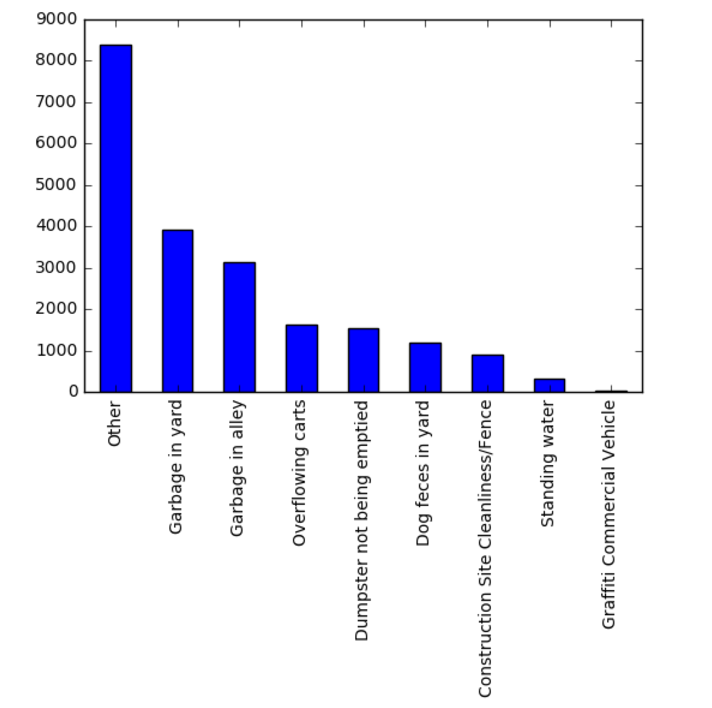 9000
8000
7000
6000
5000
4000
3000
2000
1000
0
Other
Garbage in yard
Garbage in alley
Overflowing carts
Dumpster not being emptied
Dog feces in yard
Construction Site Cleanliness/Fence
Standing water
Graffiti Commercial Vehicle